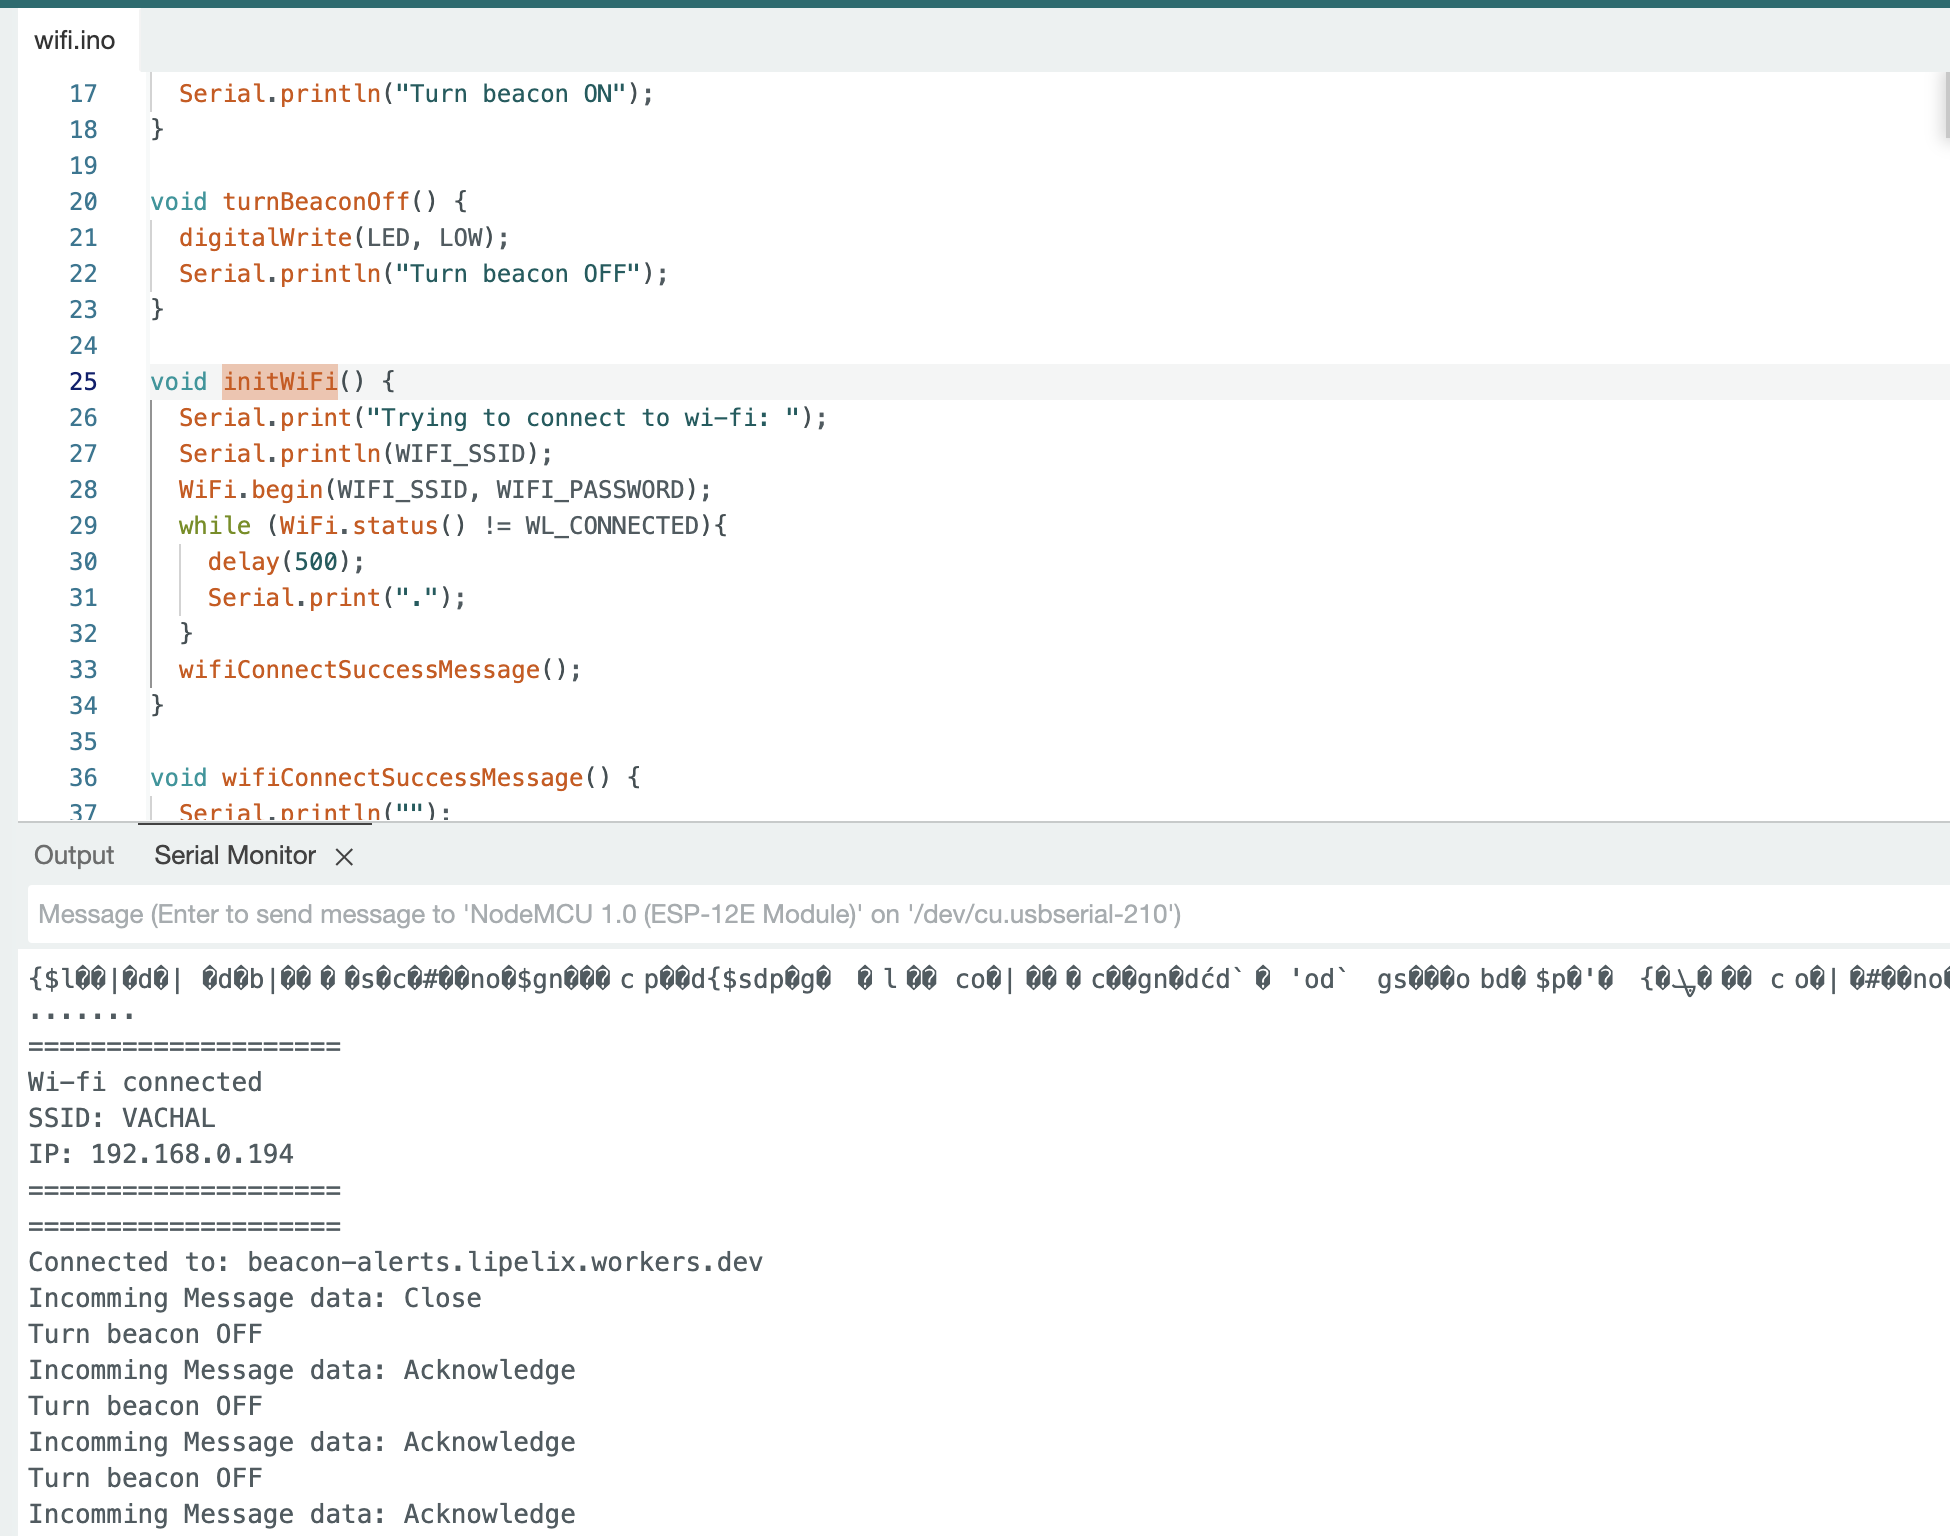 wifi.ino
17 Serial.println("Turn beacon ON");
18 }
19
20 void turnBeaconOff() {
21 digitalWrite(LED, LOW);
22 Serial.println("Turn beacon OFF");
23 }
24
25 void initWiFi() {
26 Serial.print("Trying to connect to wi-fi: ");
27 Serial.println(WIFI_SSID);
28 WiFi.begin(WIFI_SSID, WIFI_PASSWORD);
29 while (WiFi.status() != WL_CONNECTED){
30 delay(500);
31 Serial.print(".");
32 }
33 wifiConnectSuccessMessage();
34 }
35
36 void wifiConnectSuccessMessage() {
37 Serial.println("");
Output Serial Monitor
Message (Enter to send message to 'NodeMCU 1.0 (ESP-12E Module)' on '/dev/cu.usbserial-210')
.......
====================
Wi-fi connected
SSID: VACHAL
IP: 192.168.0.194
====================
====================
Connected to: beacon-alerts.lipelix.workers.dev
Incomming Message data: Close
Turn beacon OFF
Incomming Message data: Acknowledge
Turn beacon OFF
Incomming Message data: Acknowledge
Turn beacon OFF
Incomming Message data: Acknowledge